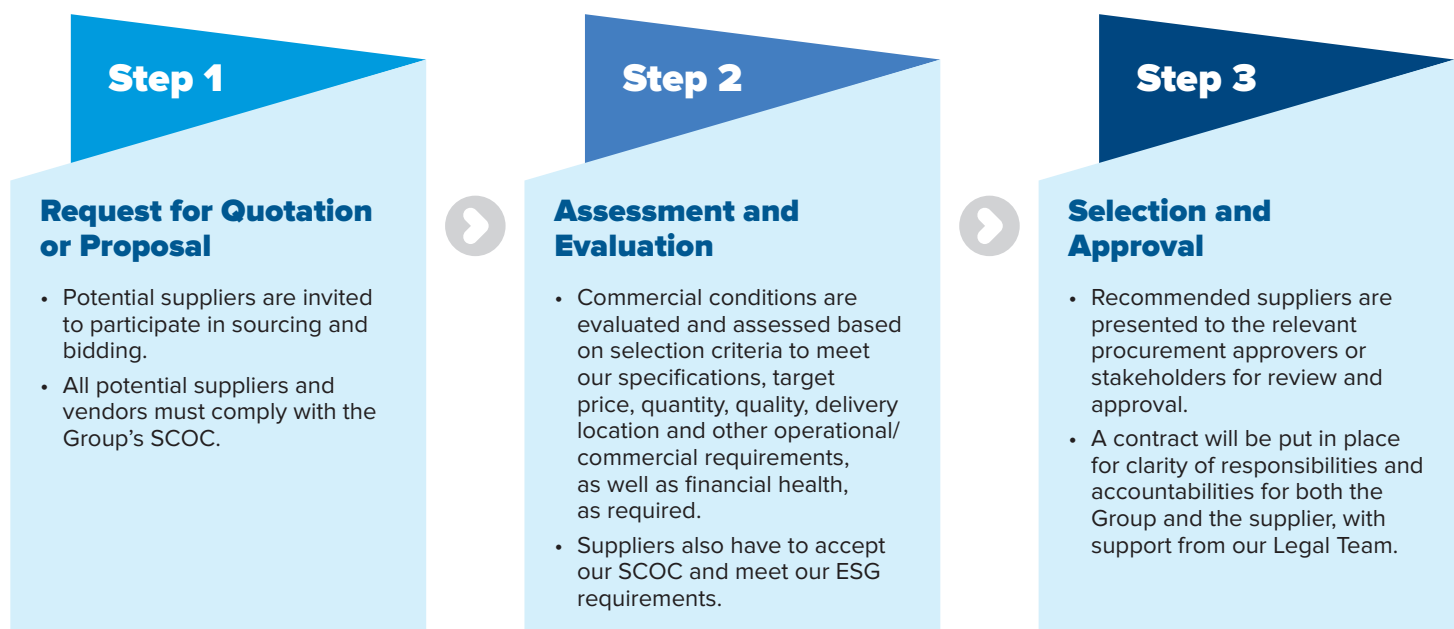 Step 1
Request for Quotation
or Proposal
• Potential suppliers are invited
to participate in sourcing and
bidding.
• All potential suppliers and
vendors must comply with the
Group’s SCOC.
Step 2
Assessment and
Evaluation
• Commercial conditions are
evaluated and assessed based
on selection criteria to meet
our specifications, target
price, quantity, quality, delivery
location and other operational/
commercial requirements,
as well as financial health,
as required.
• Suppliers also have to accept
our SCOC and meet our ESG
requirements.
Step 3
Selection and
Approval
• Recommended suppliers are
presented to the relevant
procurement approvers or
stakeholders for review and
approval.
• A contract will be put in place
for clarity of responsibilities and
accountabilities for both the
Group and the supplier, with
support from our Legal Team.